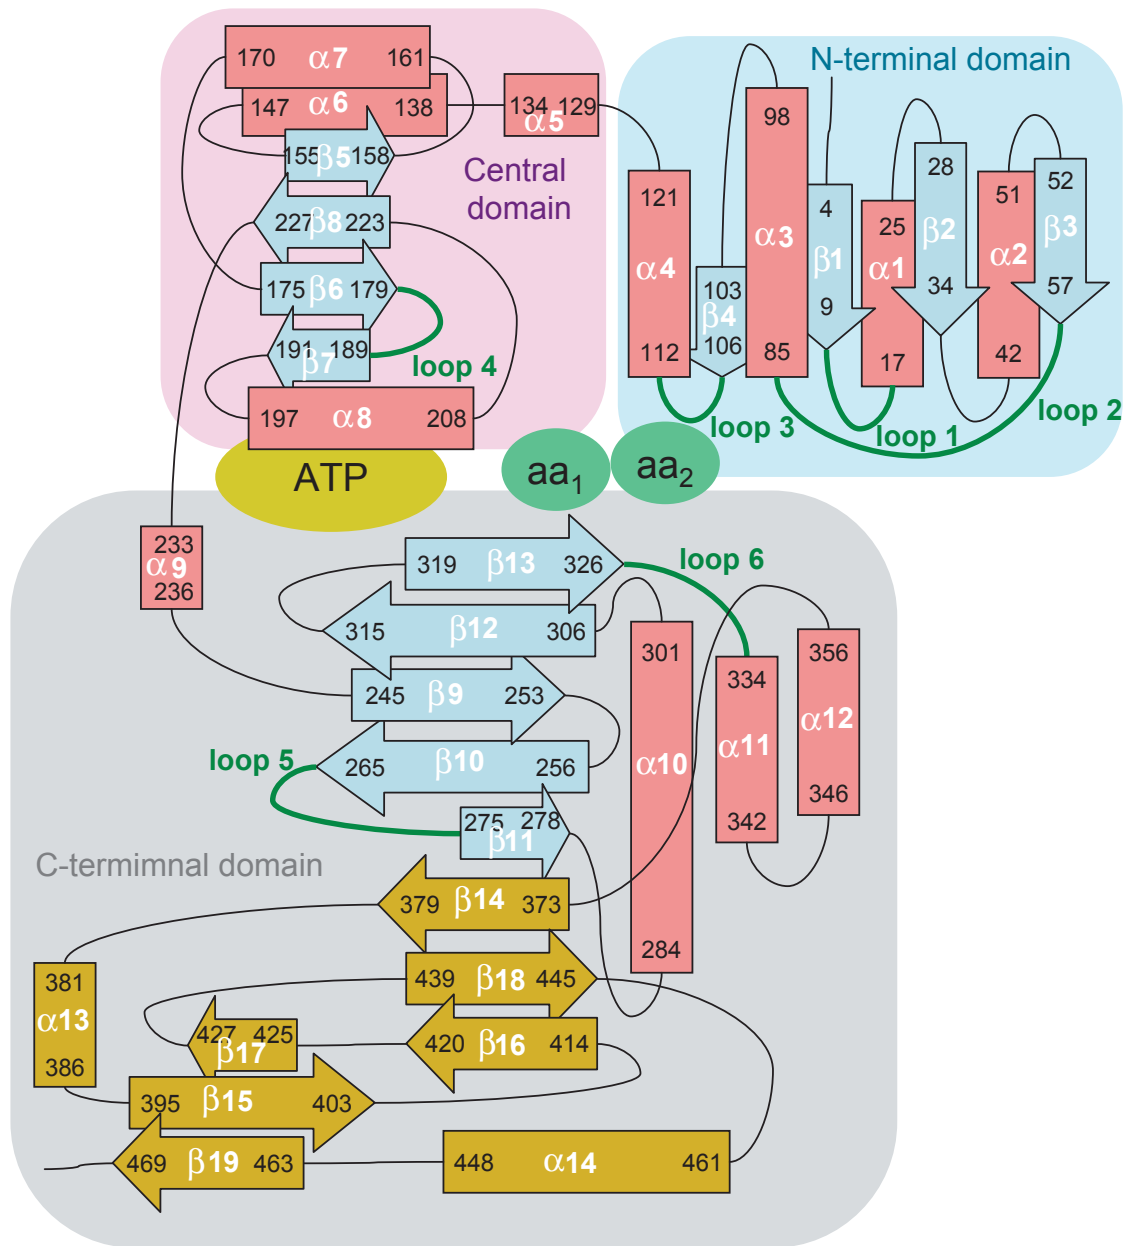 170 α7 161
147 α6 138
134 129
α5
155 β5 158
227 β8 223
175 β6 179
191 189
β7
loop 4
197 α8 208
Central
domain
N-terminal domain
98
α3
85
121
α4
112
103
β4
106
4
β1
9
25
α1
17
28
β2
34
51
α2
42
52
β3
57
loop 3
loop 1
loop 2
ATP
aa1
aa2
233
α9
236
319 β13 326
loop 6
315 β12 306
245 β9 253
265 β10 256
loop 5
275 278
β11
301
α10
284
334
α11
342
356
α12
346
C-termimnal domain
379 β14 373
381
α13
386
439 β18 445
427 425
β17
420 β16 414
395 β15 403
469 β19 463
448 α14 461